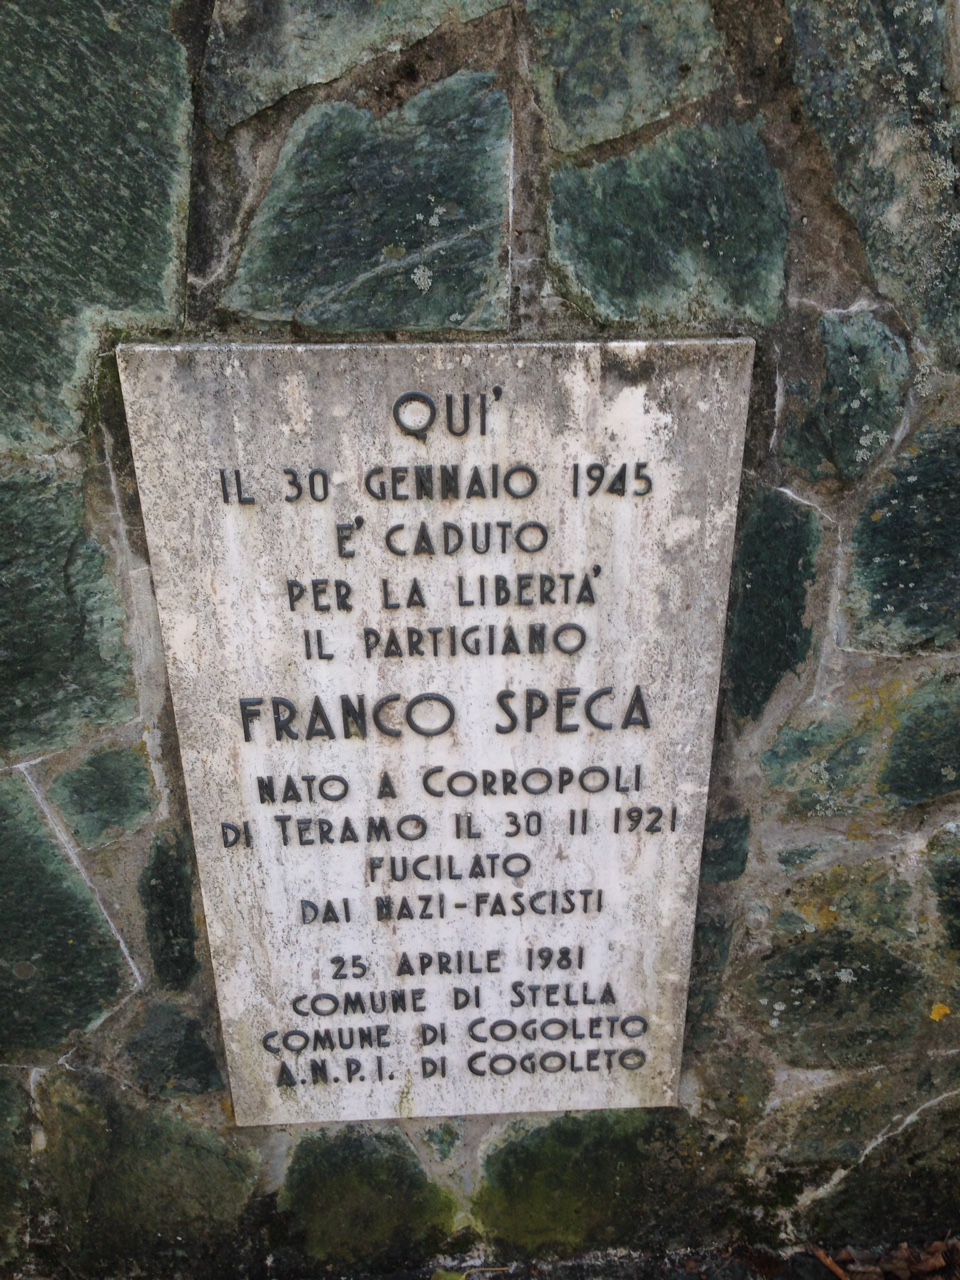 QUI'
IL 30 GENNAIO 1945
E' CADUTO
PER LA LIBERTA'
IL PARTIGIANO
FRANCO SPECA
NATO A CORROPOLI
DI TERAMO IL 30 11 1921
FUCILATO
DAI NAZI-FASCISTI
25 APRILE 1981
COMUNE DI STELLA
COMUNE DI COGOLETO
A.N.P.I. DI COGOLETO